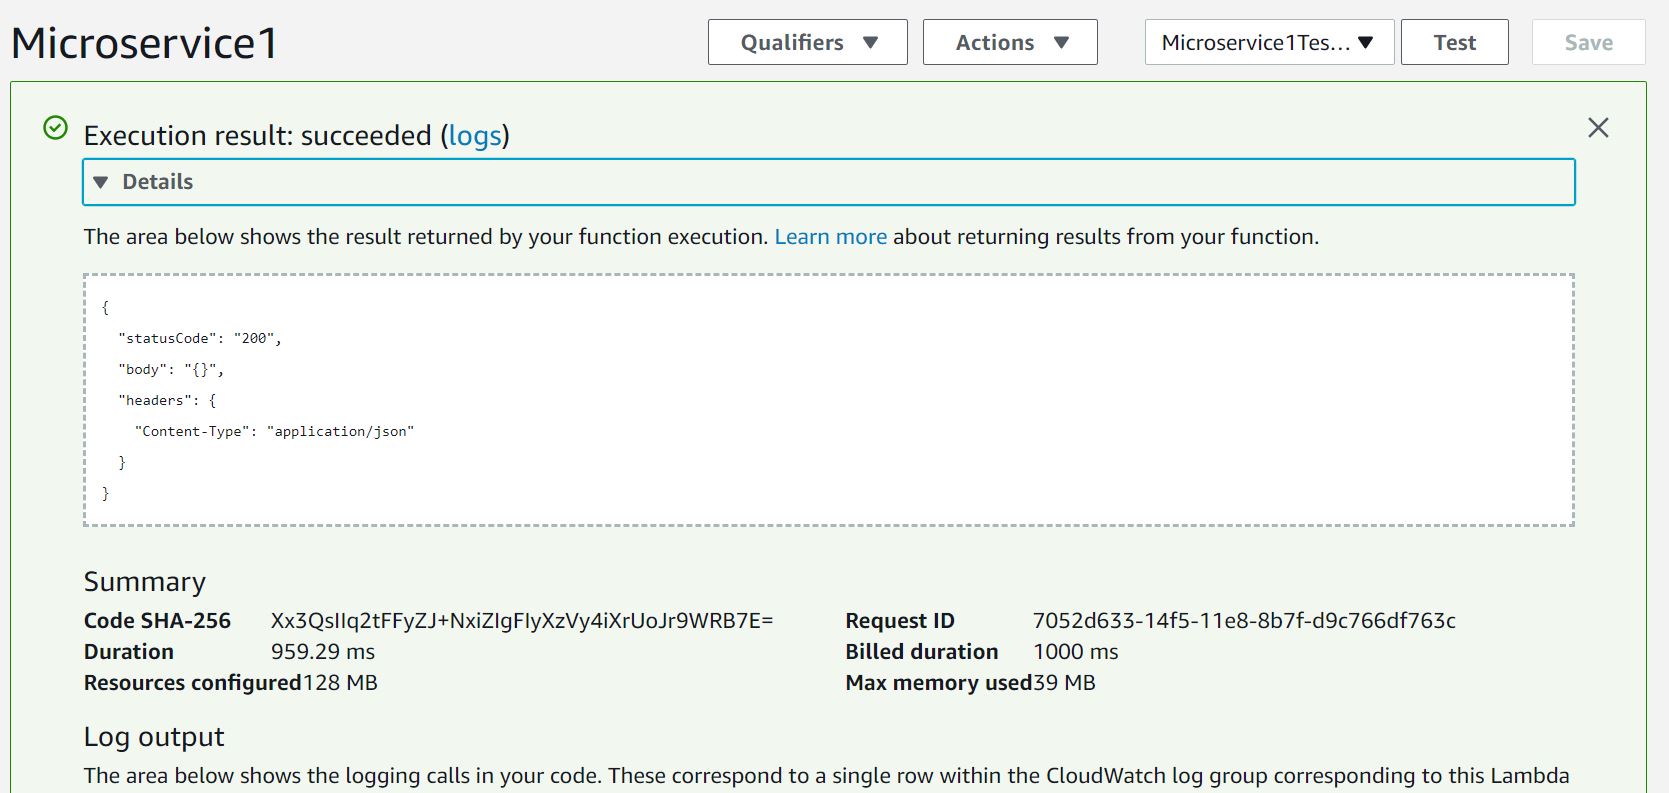 Microservice1 Qualifiers Actions Microservice1Tes... Test Save
Execution result: succeeded (logs)
Details
The area below shows the result returned by your function execution. Learn more about returning results from your function.
{
"statusCode": "200",
"body": "{}",
"headers": {
"Content-Type": "application/json"
}
}
Summary
Code SHA-256 Xx3QsIIq2tFFyZJ+NxiZIgFIyXzVy4iXrUoJr9WRB7E= Request ID 7052d633-14f5-11e8-8b7f-d9c766df763c
Duration 959.29 ms Billed duration 1000 ms
Resources configured 128 MB Max memory used 39 MB
Log output
The area below shows the logging calls in your code. These correspond to a single row within the CloudWatch log group corresponding to this Lambda